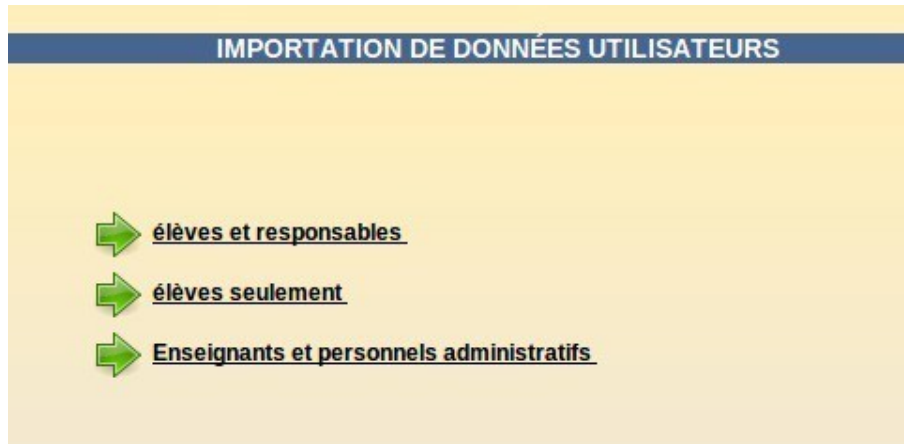 IMPORTATION DE DONNÉES UTILISATEURS
élèves et responsables
élèves seulement
Enseignants et personnels administratifs